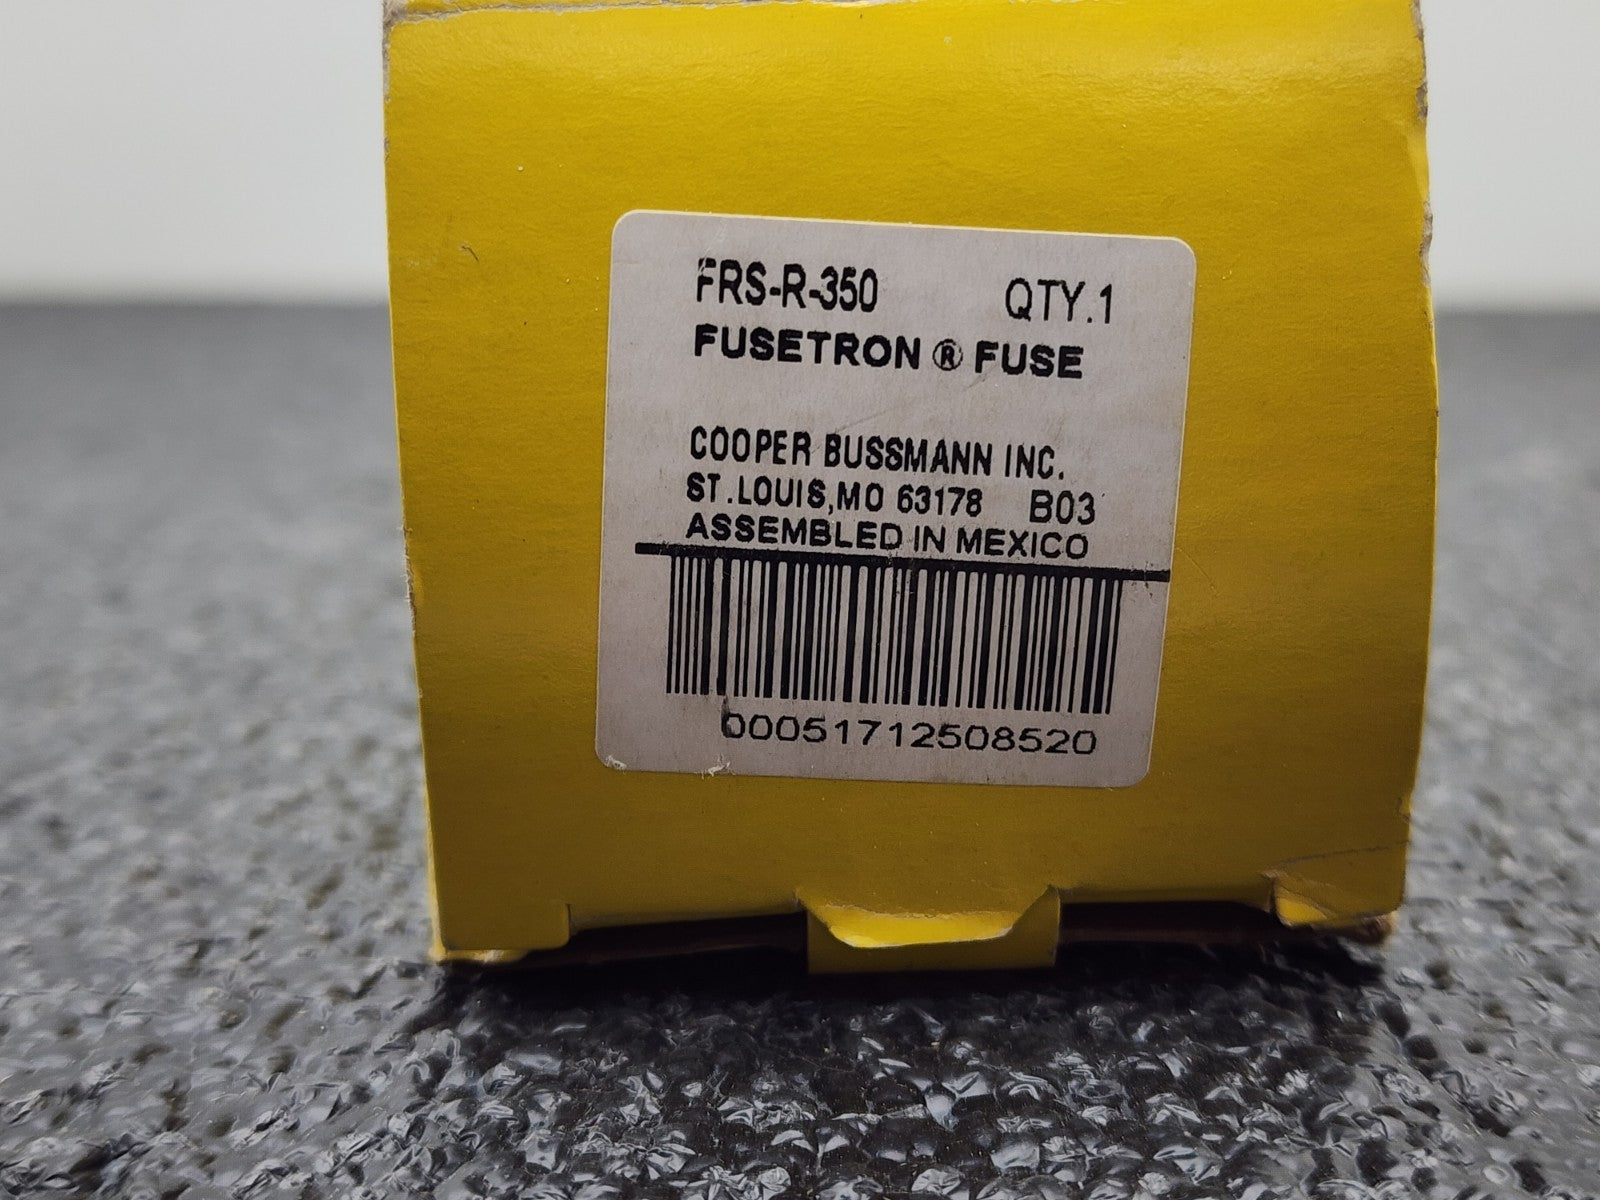 FRS-R-350 QTY.1
FUSETRON ® FUSE
COOPER BUSSMANN INC.
ST.LOUIS,MO 63178 B03
ASSEMBLED IN MEXICO
00051712508520